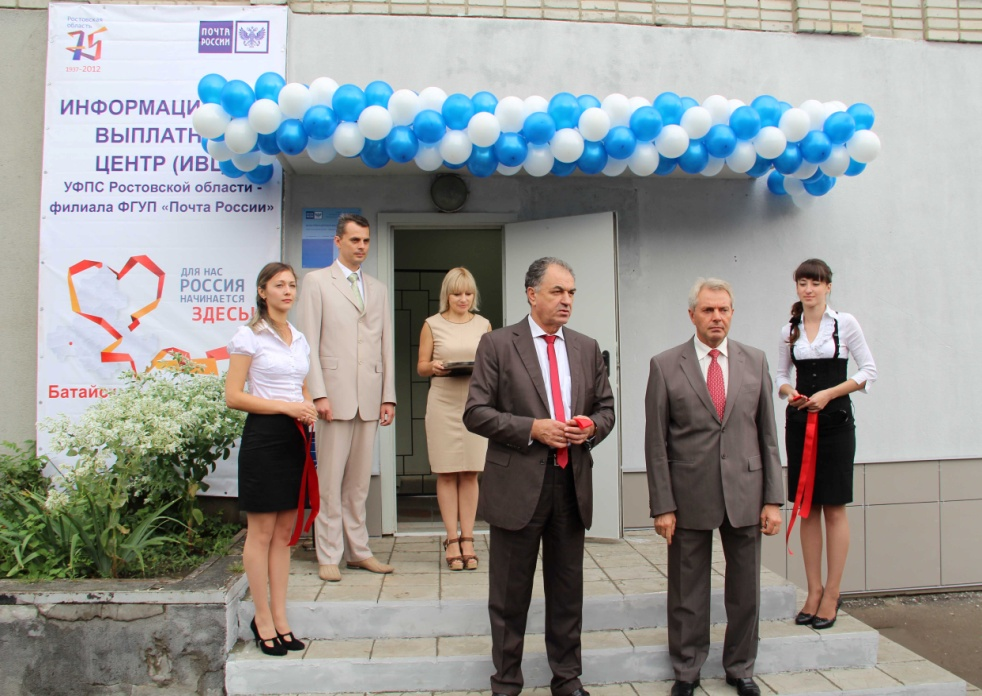 Ростовская
область
75
1937-2012
ПОЧТА
РОССИИ
ИНФОРМАЦИ
ВЫПЛАТН
ЦЕНТР (ИВЦ
УФПС Ростовской области -
филиала ФГУП «Почта России»
ДЛЯ НАС
РОССИЯ
НАЧИНАЕТСЯ
ЗДЕСЬ!
Батайс